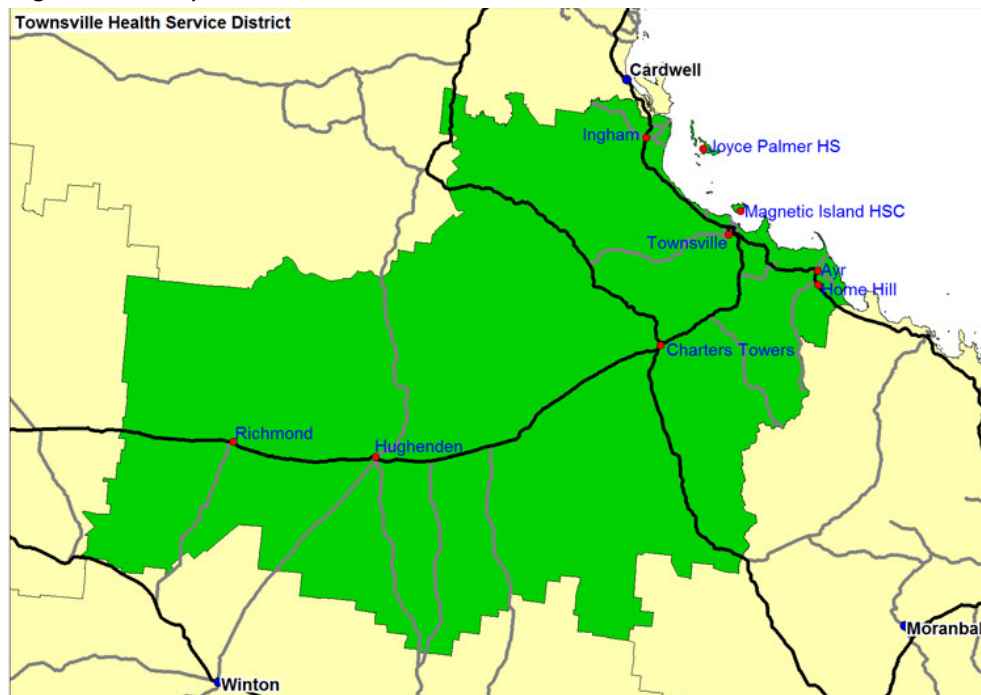 Townsville Health Service District
Cardwell
Ingham
Joyce Palmer HS
Magnetic Island HSC
Townsville
Ayr
Home Hill
Charters Towers
Richmond
Hughenden
Moranbal
Winton